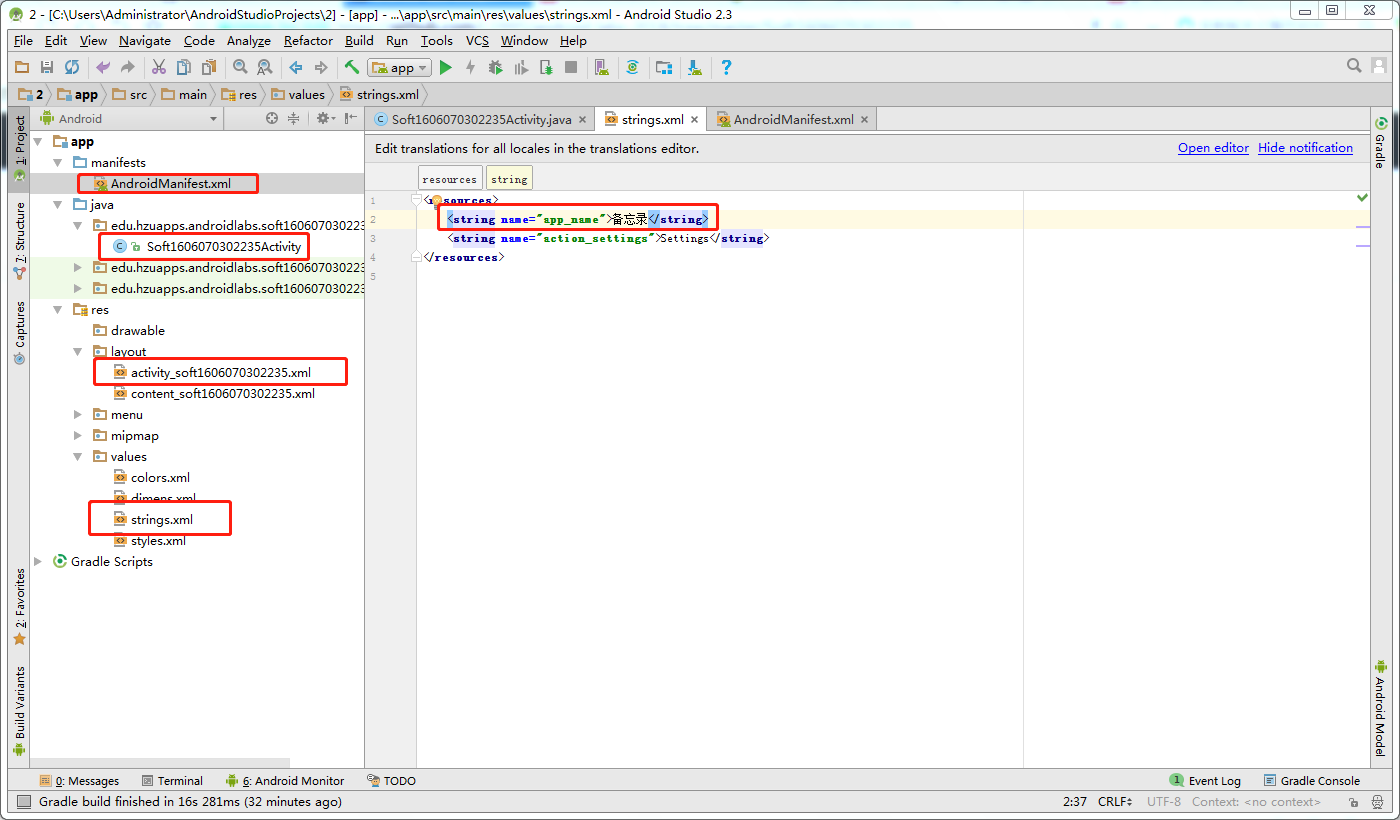 2 - [C:\Users\Administrator\AndroidStudioProjects\2] - [app] - ...\app\src\main\res\values\strings.xml - Android Studio 2.3
File Edit View Navigate Code Analyze Refactor Build Run Tools VCS Window Help
app
2 app src main res values strings.xml
Android
Soft1606070302235Activity.java strings.xml AndroidManifest.xml
Edit translations for all locales in the translations editor. Open editor Hide notification
resources string
1: Project
7: Structure
Captures
2: Favorites
Build Variants
app
manifests
AndroidManifest.xml
java
edu.hzuapps.androidlabs.soft16060703022
Soft1606070302235Activity
edu.hzuapps.androidlabs.soft16060703022
edu.hzuapps.androidlabs.soft16060703022
res
drawable
layout
activity_soft1606070302235.xml
content_soft1606070302235.xml
menu
mipmap
values
colors.xml
dimens.xml
strings.xml
styles.xml
Gradle Scripts
1 <resources>
2 <string name="app_name">备忘录</string>
3 <string name="action_settings">Settings</string>
4 </resources>
5
Gradle
Android Model
0: Messages Terminal 6: Android Monitor TODO 1 Event Log Gradle Console
Gradle build finished in 16s 281ms (32 minutes ago) 2:37 CRLF UTF-8 Context: <no context>